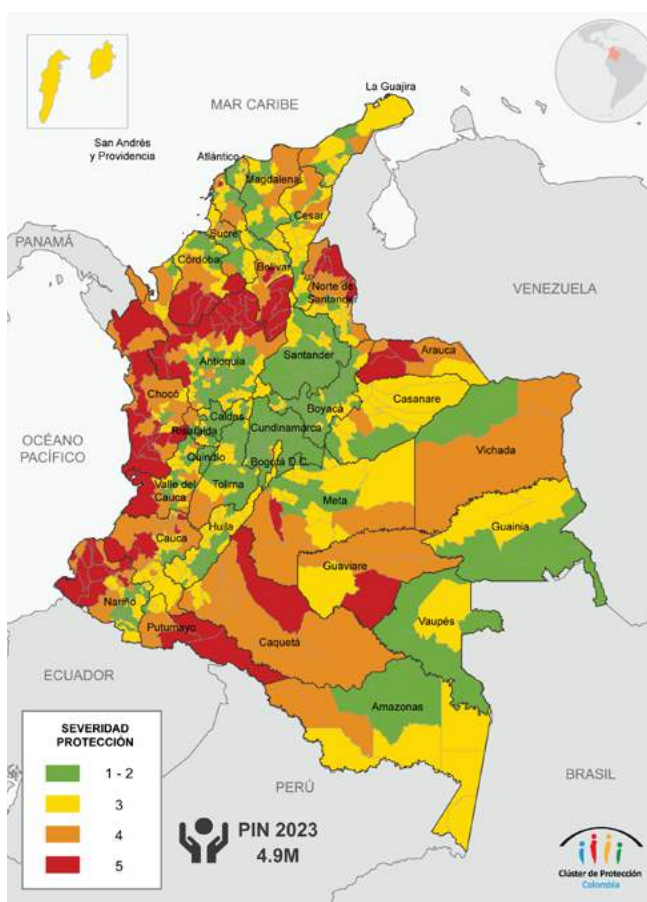 La Guajira
MAR CARIBE
San Andrés
y Providencia
Atlántico
Magdalena
Cesar
Sucre
PANAMÁ
Córdoba
Bolívar
Norte de
Santander
VENEZUELA
Antioquia
Santander
Arauca
Chocó
Boyacá
Casanare
Caldas
Risaralda
Cundinamarca
OCÉANO
PACÍFICO
Vichada
Quindío
Bogotá D.C.
Valle del
Cauca
Tolima
Meta
Huila
Guainia
Cauca
Guaviare
Nariño
Vaupés
Putumayo
Caquetá
ECUADOR
Amazonas
SEVERIDAD
PROTECCIÓN
1 - 2
3
4
5
PERÚ
BRASIL
PIN 2023
4.9M
Clúster de Protección
Colombia